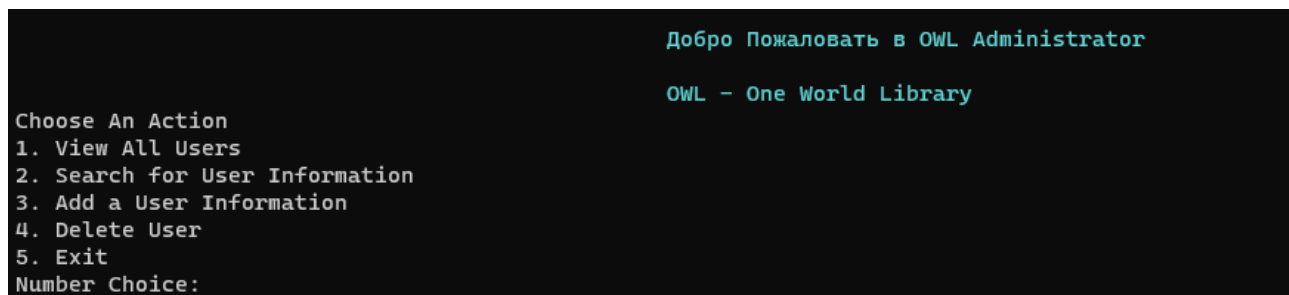 Добро Пожаловать в OWL Administrator
OWL – One World Library
Choose An Action
1. View All Users
2. Search for User Information
3. Add a User Information
4. Delete User
5. Exit
Number Choice: